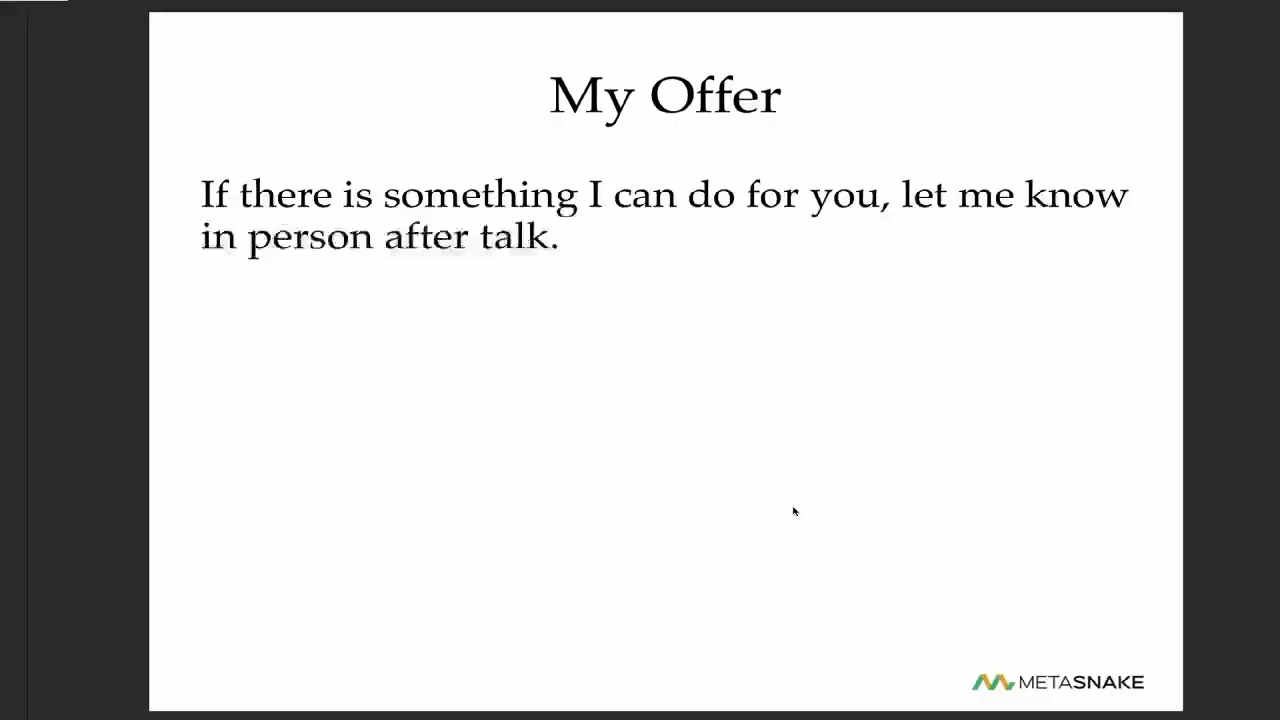 My Offer
If there is something I can do for you, let me know
in person after talk.
METASNAKE